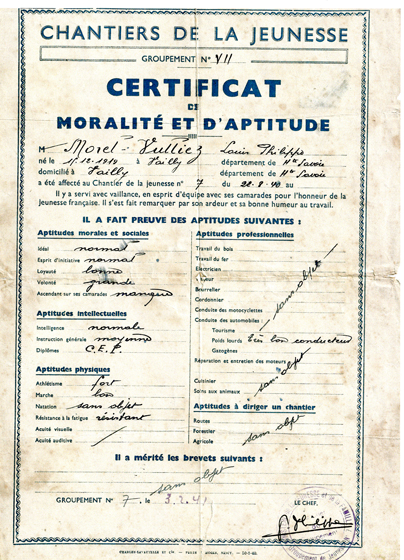 CHANTIERS DE LA JEUNESSE
GROUPEMENT N° VII
CERTIFICAT
DE
MORALITÉ ET D'APTITUDE
M Morel-Vulliez Louis Philippe
né le 11-12-1919 à Vailly département de Hte Savoie
domicilié à Vailly département de Hte Savoie
a été affecté au Chantier de la jeunesse n° 7 du 22-8-40 au
Il y a servi avec vaillance, en esprit d'équipe avec ses camarades pour l'honneur de la
Jeunesse française. Il s'est fait remarquer par son ardeur et sa bonne humeur au travail.
IL A FAIT PREUVE DES APTITUDES SUIVANTES :
Aptitudes morales et sociales
Idéal normal
Esprit d'initiative normal
Loyauté bonne
Volonté grande
Ascendant sur ses camarades manque
Aptitudes intellectuelles
Intelligence normale
Instruction générale moyenne
Diplômes C.E.P.
Aptitudes physiques
Athlétisme fort
Marche bon
Natation sans objet
Résistance à la fatigue résistant
Acuité visuelle
Acuité auditive
Aptitudes professionnelles
Travail du bois
Travail du fer
Electricien
Bourrelier
Cordonnier
Conduite des motocyclettes
Conduite des automobiles :
sans objet
Tourisme
Poids lourds très bon conducteur
Gazogènes
Réparation et entretien des moteurs
Cuisinier
Soins aux animaux
sans objet
Aptitudes à diriger un chantier
Routes
Forestier
Agricole
sans objet
Il a mérité les brevets suivants :
sans objet
GROUPEMENT N° 7, le 3.2.41
LE CHEF,